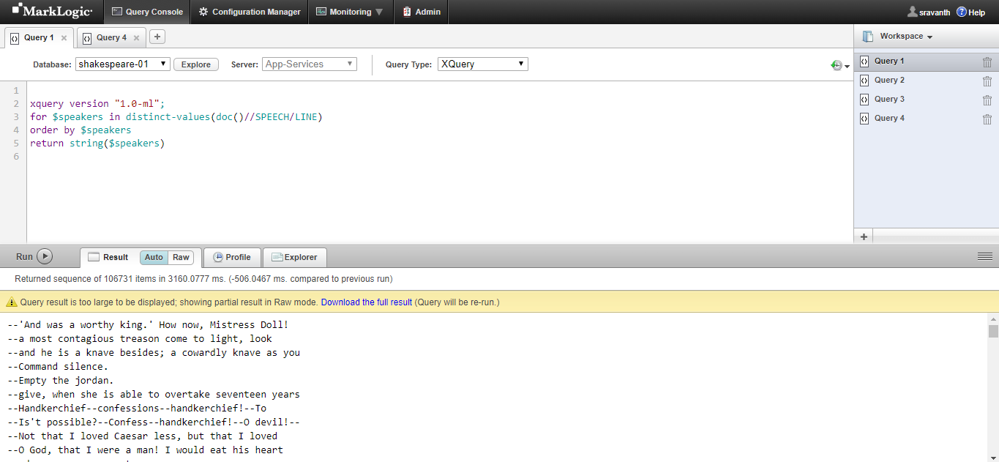 MarkLogic Query Console Configuration Manager Monitoring Admin sravanth Help
Query 1 Query 4 + Workspace
Database: shakespeare-01 Explore Server: App-Services Query Type: XQuery
Query 1
Query 2
Query 3
Query 4
1
2 xquery version "1.0-ml";
3 for $speakers in distinct-values(doc()//SPEECH/LINE)
4 order by $speakers
5 return string($speakers)
6
+
Run Result Auto Raw Profile Explorer
Returned sequence of 106731 items in 3160.0777 ms. (-506.0467 ms. compared to previous run)
Query result is too large to be displayed; showing partial result in Raw mode. Download the full result (Query will be re-run.)
--'And was a worthy king.' How now, Mistress Doll!
--a most contagious treason come to light, look
--and he is a knave besides; a cowardly knave as you
--Command silence.
--Empty the jordan.
--give, when she is able to overtake seventeen years
--Handkerchief--confessions--handkerchief!--To
--Is't possible?--Confess--handkerchief!--O devil!--
--Not that I loved Caesar less, but that I loved
--O God, that I were a man! I would eat his heart